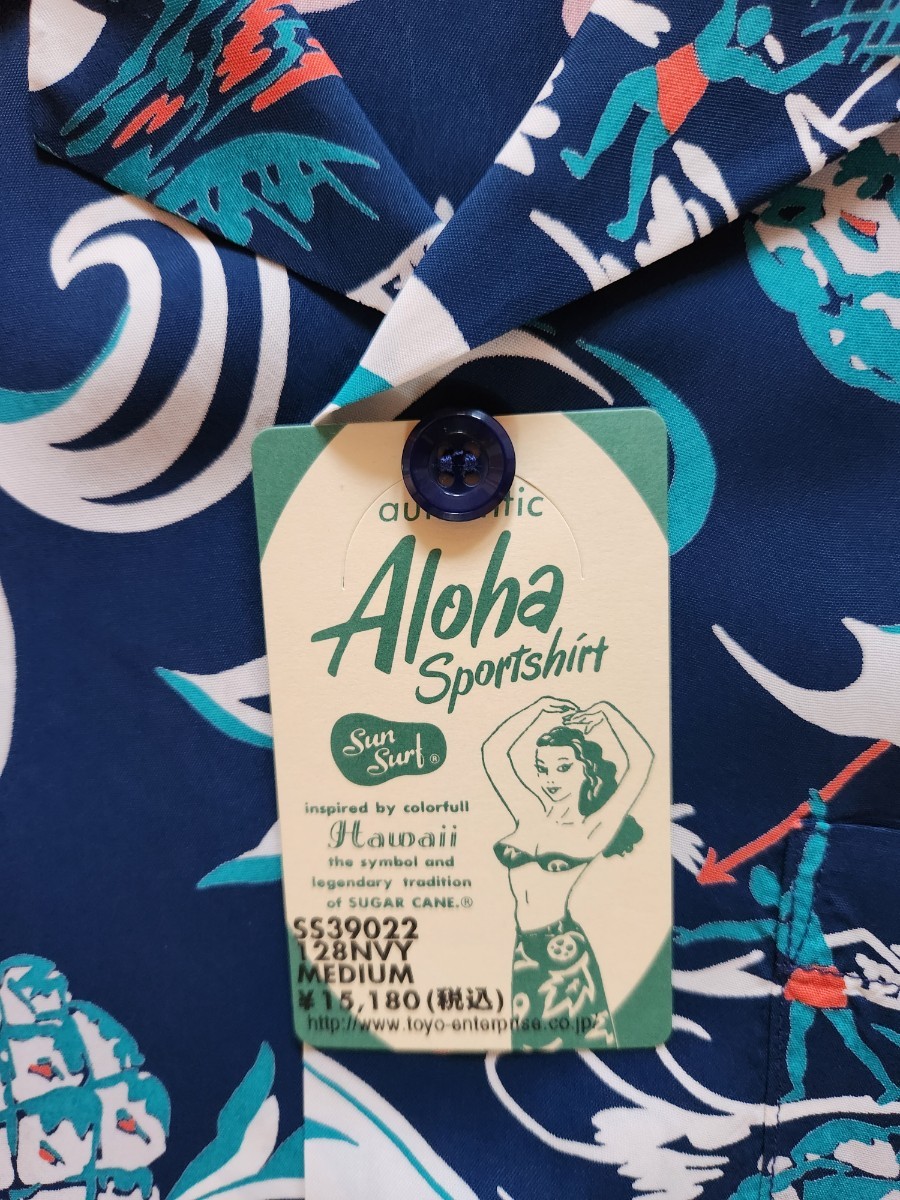 Aloha
Sportshirt
Sun
Surf®
inspired by colorfull
Hawaii
the symbol and
legendary tradition
of SUGAR CANE.®
SS39022
128NVY
MEDIUM
¥15,180(税込)
http://www.toyo-enterprise.co.jp/